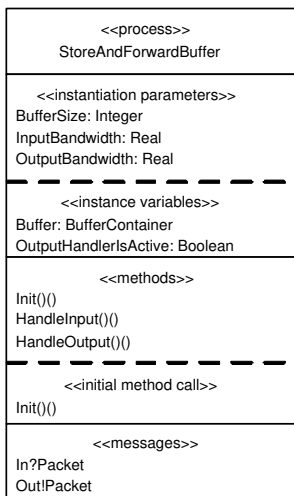 <<process>>
StoreAndForwardBuffer
<<instantiation parameters>>
BufferSize: Integer
InputBandwidth: Real
OutputBandwidth: Real
<<instance variables>>
Buffer: BufferContainer
OutputHandlerIsActive: Boolean
<<methods>>
Init()()
HandleInput()()
HandleOutput()()
<<initial method call>>
Init()()
<<messages>>
In?Packet
Out!Packet